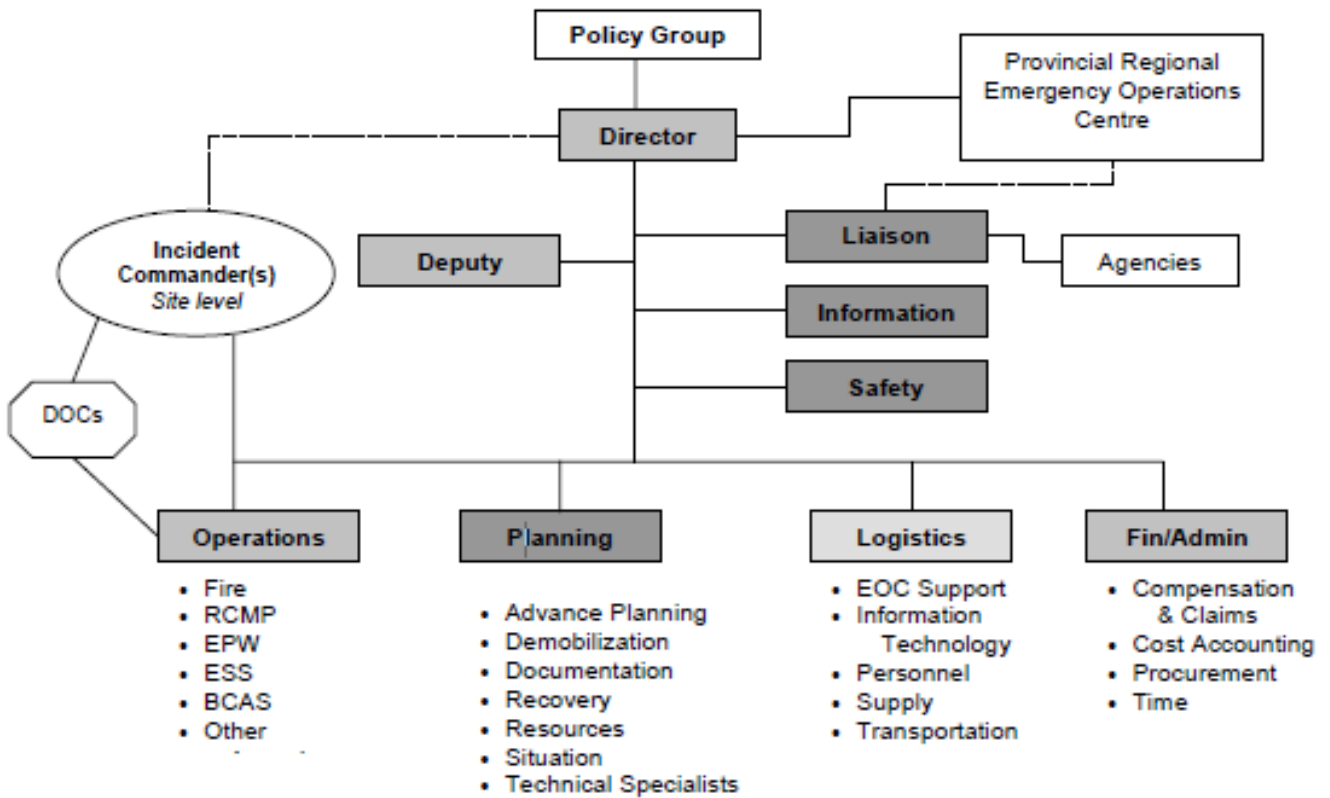 Policy Group
Provincial Regional
Emergency Operations
Centre
Director
Incident
Commander(s)
Site level
Deputy
Liaison
Agencies
Information
Safety
DOCs
Operations
• Fire
• RCMP
• EPW
• ESS
• BCAS
• Other
Planning
• Advance Planning
• Demobilization
• Documentation
• Recovery
• Resources
• Situation
• Technical Specialists
Logistics
• EOC Support
• Information
Technology
• Personnel
• Supply
• Transportation
Fin/Admin
• Compensation
& Claims
• Cost Accounting
• Procurement
• Time